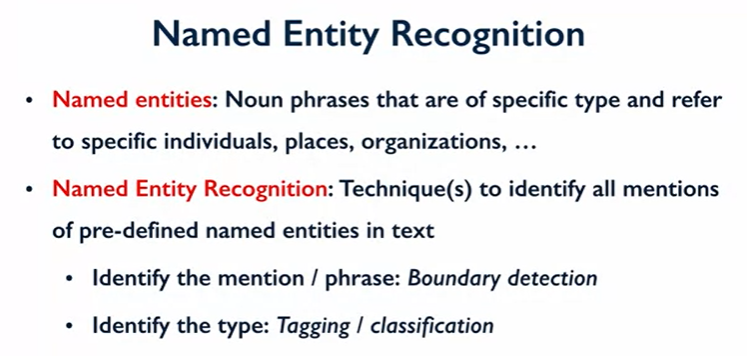 Named Entity Recognition
• Named entities: Noun phrases that are of specific type and refer
to specific individuals, places, organizations, …
• Named Entity Recognition: Technique(s) to identify all mentions
of pre-defined named entities in text
• Identify the mention / phrase: Boundary detection
• Identify the type: Tagging / classification